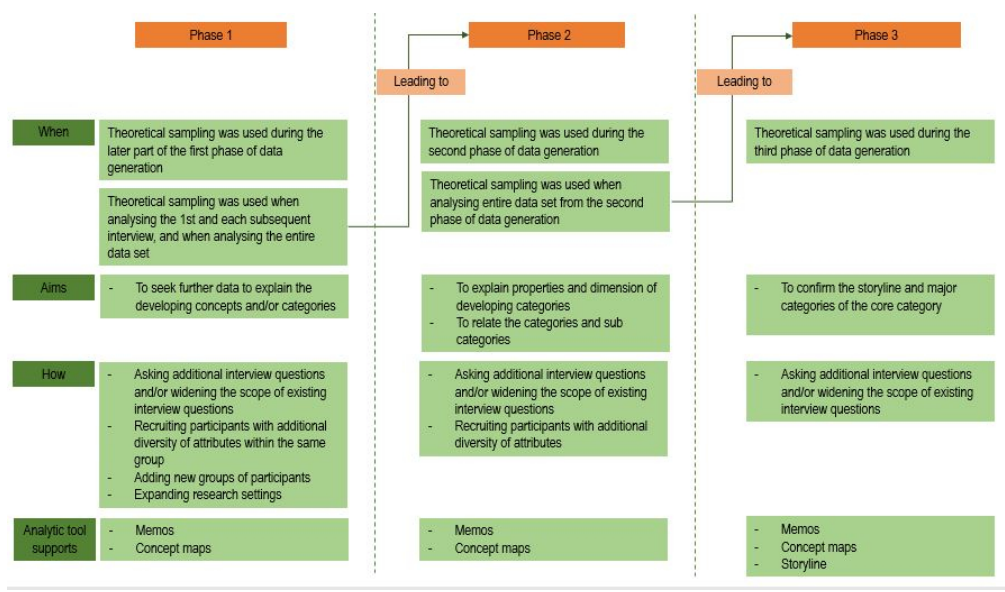 Phase 1
Phase 2
Phase 3
Leading to
Leading to
When
Theoretical sampling was used during the
later part of the first phase of data
generation
Theoretical sampling was used when
analysing the 1st and each subsequent
interview, and when analysing the entire
data set
Theoretical sampling was used during the
second phase of data generation
Theoretical sampling was used when
analysing entire data set from the second
phase of data generation
Theoretical sampling was used during the
third phase of data generation
Aims
- To seek further data to explain the
developing concepts and/or categories
- To explain properties and dimension of
developing categories
- To relate the categories and sub
categories
- To confirm the storyline and major
categories of the core category
How
- Asking additional interview questions
and/or widening the scope of existing
interview questions
- Recruiting participants with additional
diversity of attributes within the same
group
- Adding new groups of participants
- Expanding research settings
- Asking additional interview questions
and/or widening the scope of existing
interview questions
- Recruiting participants with additional
diversity of attributes
- Asking additional interview questions
and/or widening the scope of existing
interview questions
Analytic tool
supports
- Memos
- Concept maps
- Memos
- Concept maps
- Memos
- Concept maps
- Storyline